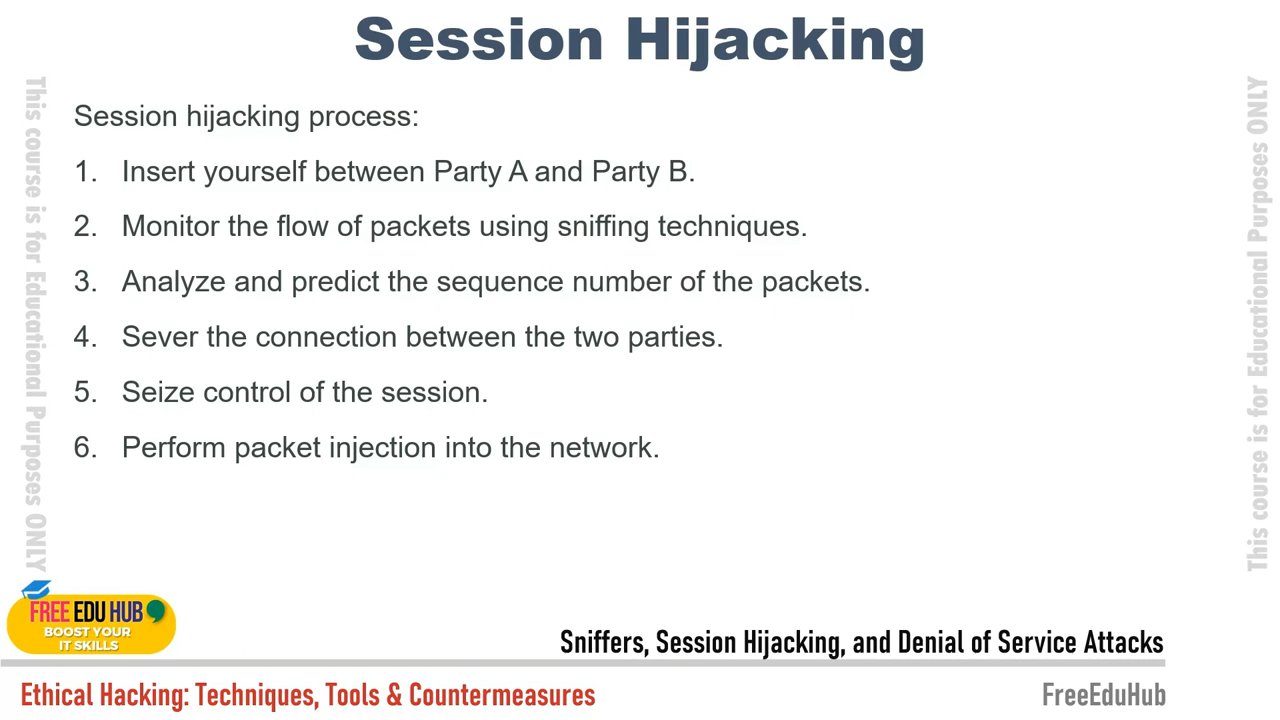 Session Hijacking
This course is for Educational Purposes ONLY
This course is for Educational Purposes ONLY
Session hijacking process:
1. Insert yourself between Party A and Party B.
2. Monitor the flow of packets using sniffing techniques.
3. Analyze and predict the sequence number of the packets.
4. Sever the connection between the two parties.
5. Seize control of the session.
6. Perform packet injection into the network.
FREE EDU HUB
BOOST YOUR
IT SKILLS
Sniffers, Session Hijacking, and Denial of Service Attacks
Ethical Hacking: Techniques, Tools & Countermeasures
FreeEduHub